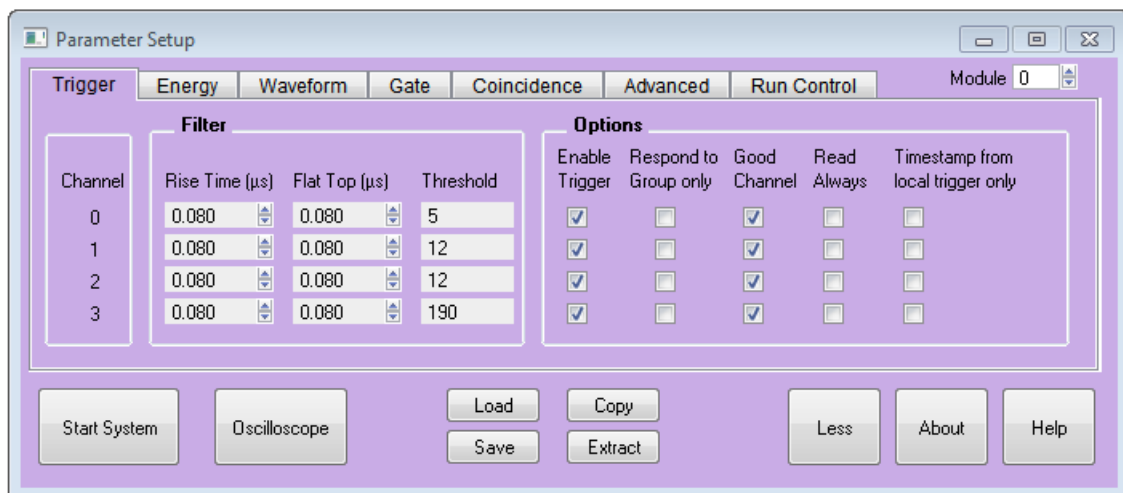 Parameter Setup
Trigger Energy Waveform Gate Coincidence Advanced Run Control Module 0
Filter Options
Enable Respond to Good Read Timestamp from
Channel Rise Time (µs) Flat Top (µs) Threshold Trigger Group only Channel Always local trigger only
0 0.080 0.080 5
1 0.080 0.080 12
2 0.080 0.080 12
3 0.080 0.080 190
Load Copy
Start System Oscilloscope Less About Help
Save Extract